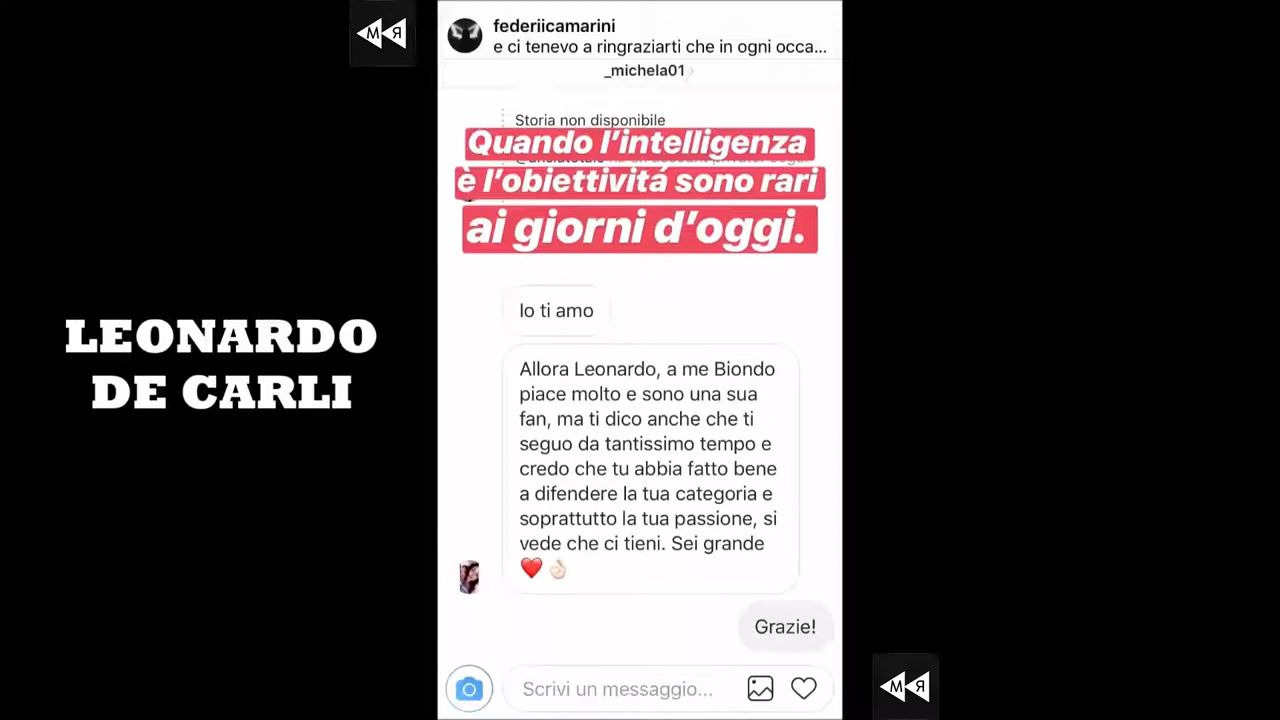 MR
federiicamarini
e ci tenevo a ringraziarti che in ogni occa...
_michela01
Storia non disponibile
Quando l'intelligenza
è l'obiettivitá sono rari
ai giorni d'oggi.
Io ti amo
LEONARDO
DE CARLI
Allora Leonardo, a me Biondo
piace molto e sono una sua
fan, ma ti dico anche che ti
seguo da tantissimo tempo e
credo che tu abbia fatto bene
a difendere la tua categoria e
soprattutto la tua passione, si
vede che ci tieni. Sei grande
❤️👌🏻
Grazie!
Scrivi un messaggio...
MR